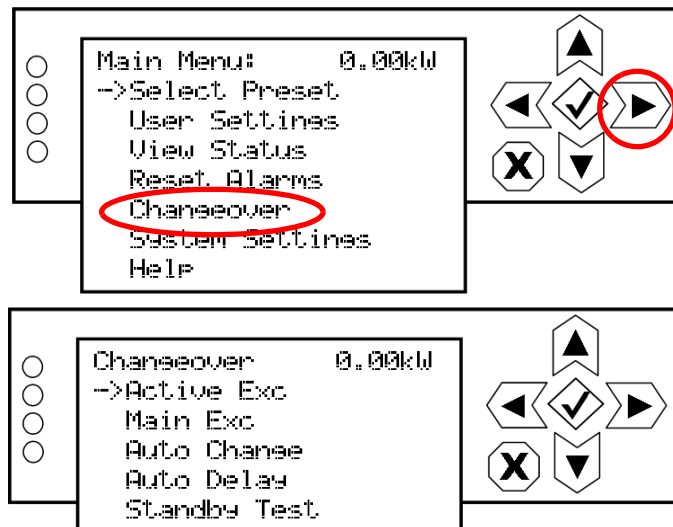 Main Menu: 0.00kW
->Select Preset
User Settings
View Status
Reset Alarms
Changeover
System Settings
Help
X
Changeover 0.00kW
->Active Exc
Main Exc
Auto Change
Auto Delay
Standby Test
X